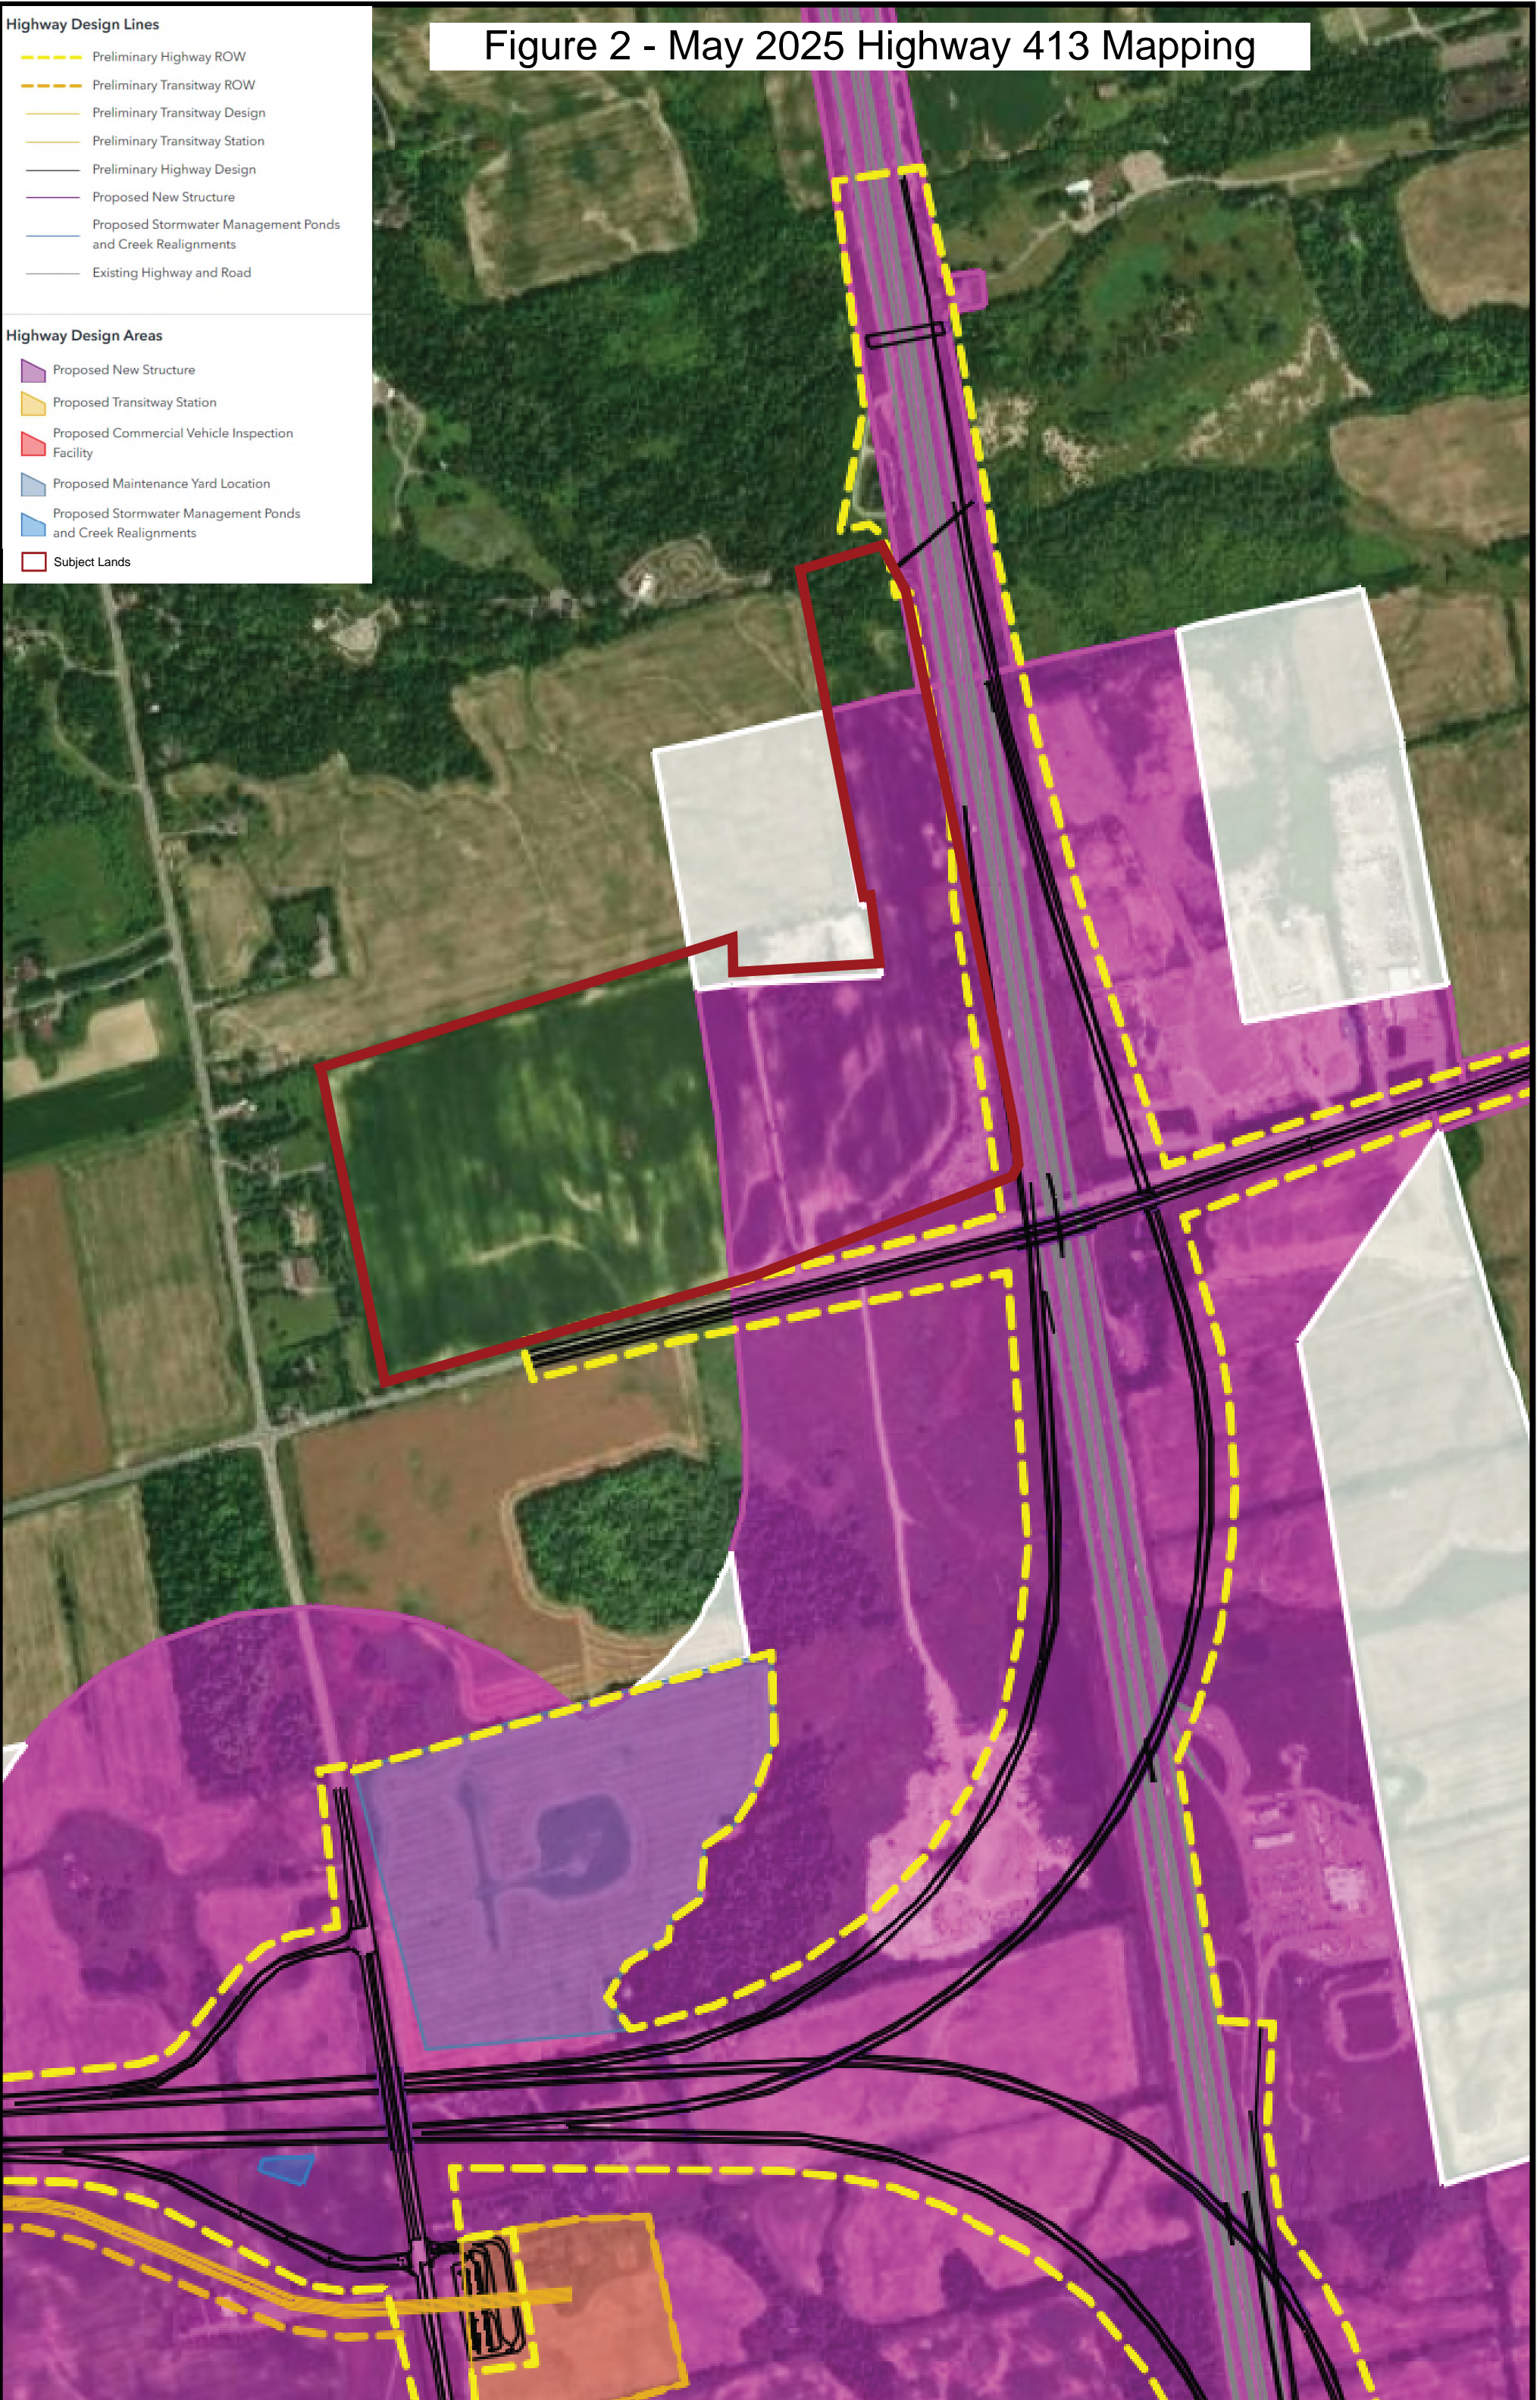 Figure 2 - May 2025 Highway 413 Mapping
Highway Design Lines
Preliminary Highway ROW
Preliminary Transitway ROW
Preliminary Transitway Design
Preliminary Transitway Station
Preliminary Highway Design
Proposed New Structure
Proposed Stormwater Management Ponds
and Creek Realignments
Existing Highway and Road
Highway Design Areas
Proposed New Structure
Proposed Transitway Station
Proposed Commercial Vehicle Inspection
Facility
Proposed Maintenance Yard Location
Proposed Stormwater Management Ponds
and Creek Realignments
Subject Lands